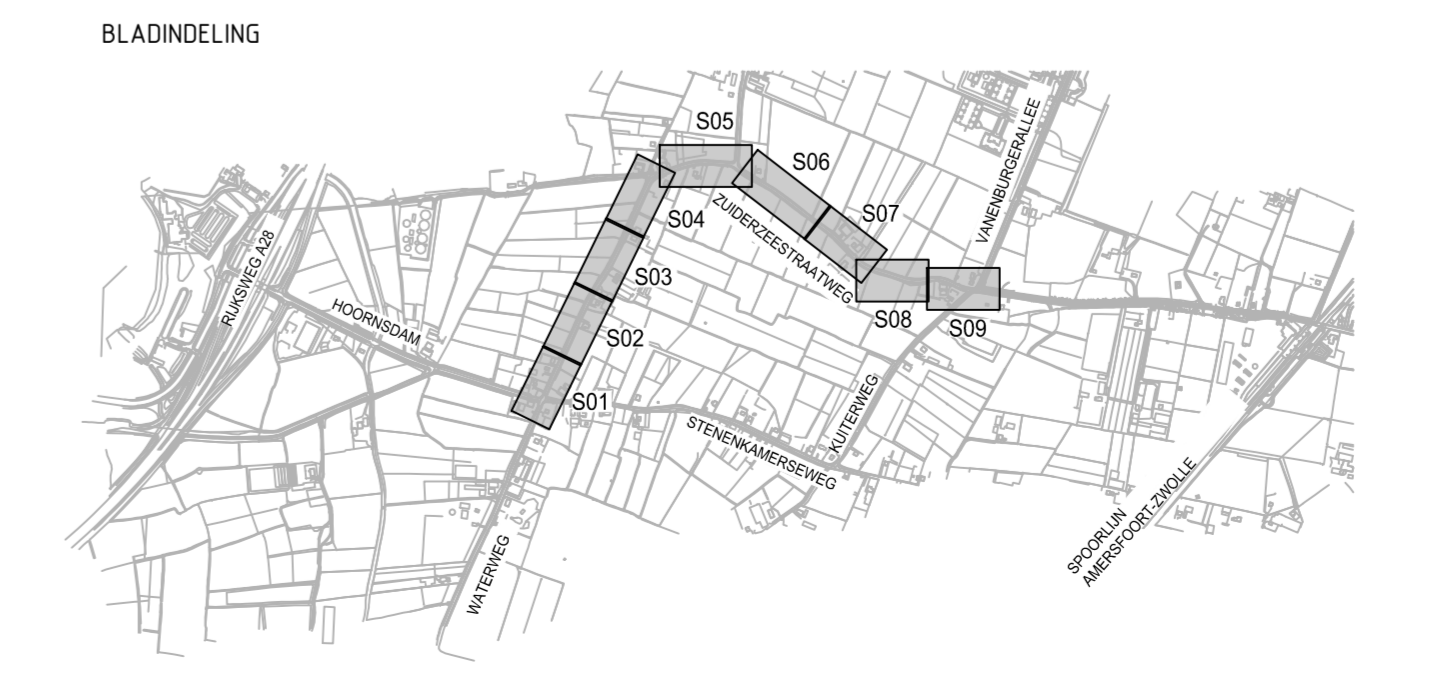 BLADINDELING
S05
S06
S07
S04
S03
S02
S01
S08
S09
ZUIDERZEESTRAATWEG
VANENBURGERALLEE
RIJKSWEG A28
HOORNSDAM
STENENKAMERSEWEG
KUITERWEG
WATERWEG
SPOORLIJN
AMERSFOORT-ZWOLLE